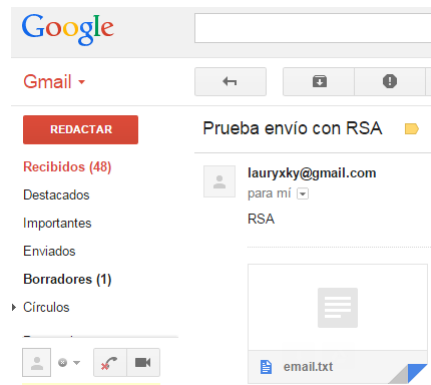 Google
Gmail
REDACTAR
Recibidos (48)
Destacados
Importantes
Enviados
Borradores (1)
Círculos
Prueba envío con RSA
lauryxky@gmail.com
para mí
RSA
email.txt